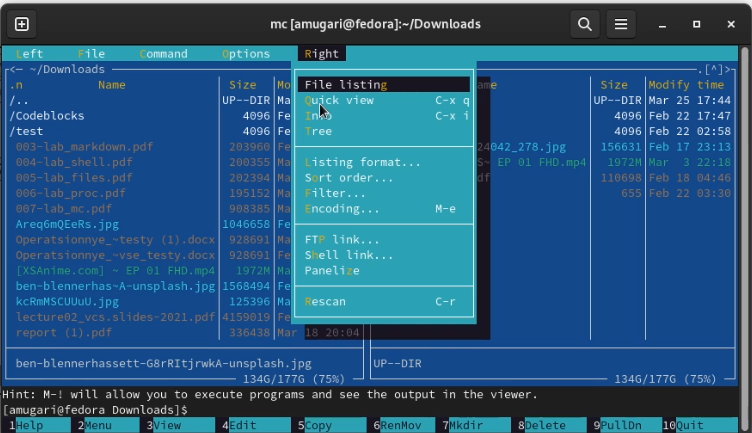 mc [amugari@fedora]:~/Downloads
Left File Command Options Right
<— ~/Downloads .[^]>
.n Name Size Mo me Size Modify time
File listing
/.. UP--DIR Ma Quick view C-x q UP--DIR Mar 25 17:44
/Codeblocks 4096 Fe Info C-x i 4096 Feb 22 17:47
/test 4096 Fe Tree 4096 Feb 22 02:58
003-lab_markdown.pdf 203960 24042_278.jpg 156631 Feb 17 23:13
004-lab_shell.pdf 200355 Listing format... S~ EP 01 FHD.mp4 1972M Mar 3 22:18
005-lab_files.pdf 202394 Sort order... df 110698 Feb 18 04:46
006-lab_proc.pdf 195152 Filter... 655 Feb 22 03:30
007-lab_mc.pdf 908385 Encoding... M-e
Areq6mQEeRs.jpg 1046658 Fe
Operatsionnye_~testy (1).docx 928691 FTP link...
Operatsionnye_~vse_testy.docx 928691 Shell link...
[XSAnime.com] ~ EP 01 FHD.mp4 1972M Ma Panelize
ben-blennerhas~A-unsplash.jpg 1568494 Fe
kcRmMSCUUuU.jpg 125396 Ma Rescan C-r
lecture02_vcs.slides-2021.pdf 4159019 Fe
report (1).pdf 336438 Mar 18 20:04
ben-blennerhassett-G8rRItjrwkA-unsplash.jpg UP--DIR
134G/177G (75%) 134G/177G (75%)
Hint: M-! will allow you to execute programs and see the output in the viewer.
[amugari@fedora Downloads]$
1Help 2Menu 3View 4Edit 5Copy 6RenMov 7Mkdir 8Delete 9PullDn 10Quit